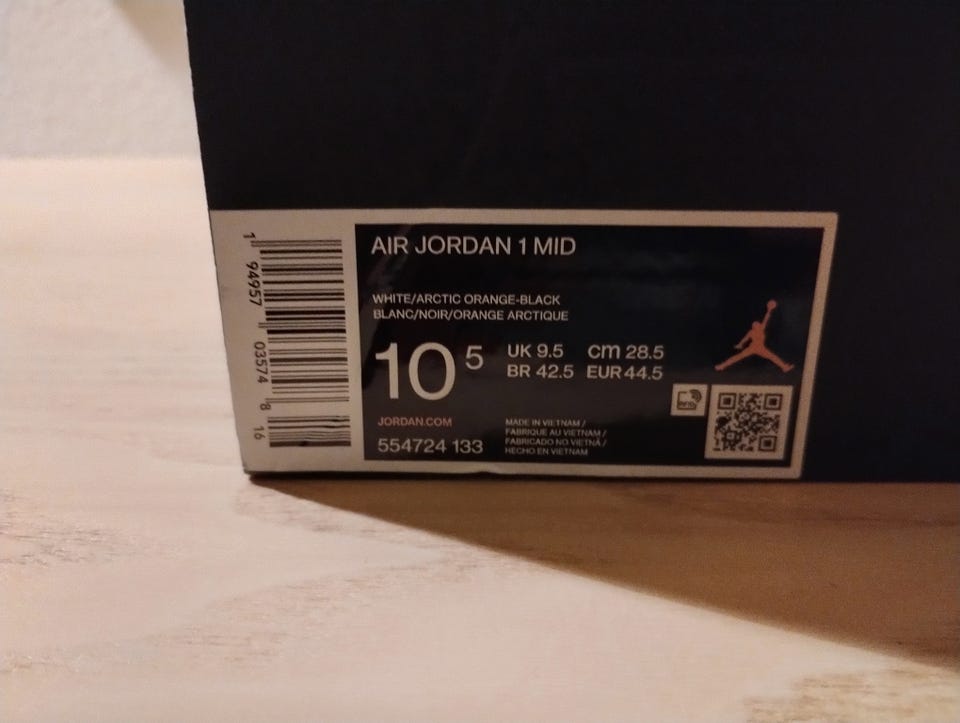 AIR JORDAN 1 MID
WHITE/ARCTIC ORANGE-BLACK
BLANC/NOIR/ORANGE ARCTIQUE
10 5
UK 9.5 cm 28.5
BR 42.5 EUR 44.5
JORDAN.COM
554724 133
MADE IN VIETNAM /
FABRIQUE AU VIETNAM /
FABRICADO NO VIETNÃ /
HECHO EN VIETNAM
1 94957 03574 8 16